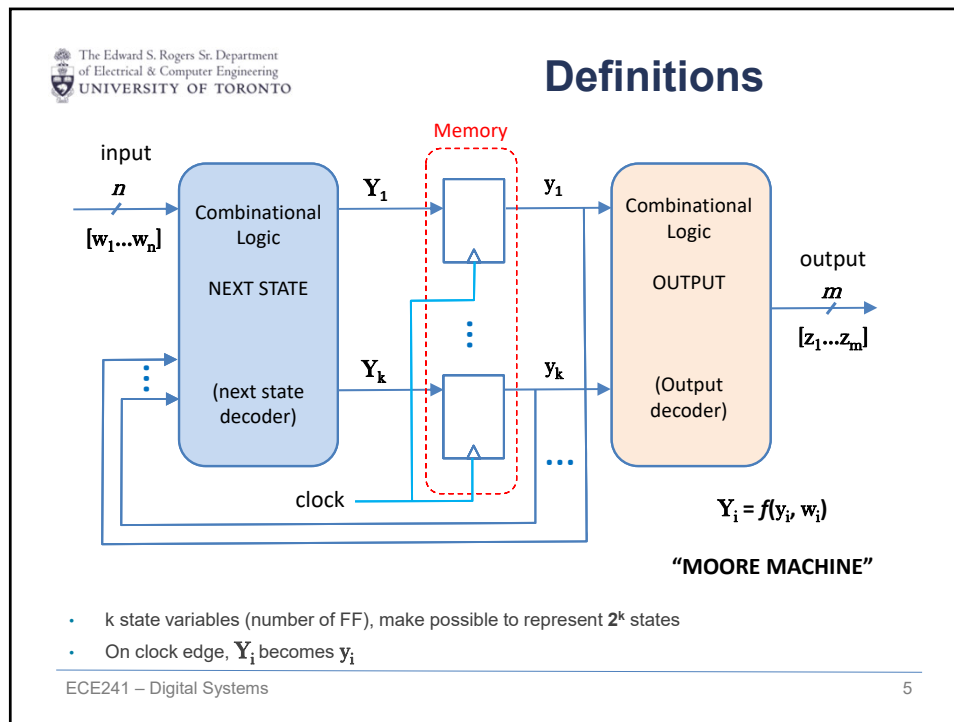 The Edward S. Rogers Sr. Department
of Electrical & Computer Engineering
UNIVERSITY OF TORONTO
Definitions
Memory
input
n
[w₁...wₙ]
Combinational
Logic
NEXT STATE
(next state
decoder)
Y₁
Yₖ
y₁
yₖ
clock
Combinational
Logic
OUTPUT
(Output
decoder)
output
m
[z₁...zₘ]
Yᵢ = f(yᵢ, wᵢ)
“MOORE MACHINE”
• k state variables (number of FF), make possible to represent 2ᵏ states
• On clock edge, Yᵢ becomes yᵢ
ECE241 – Digital Systems
5